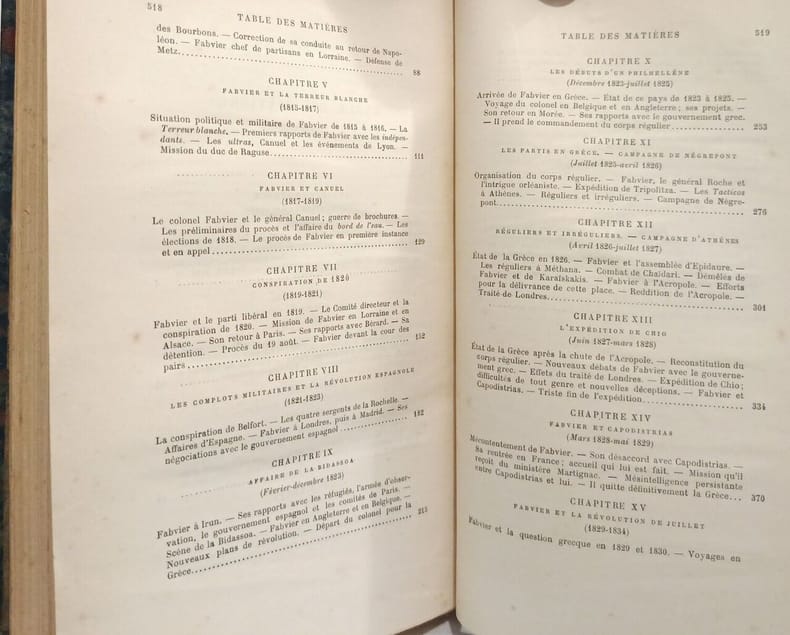 518
TABLE DES MATIÈRES
des Bourbons. — Correction de sa conduite au retour de Napo-
léon. — Fabvier chef de partisans en Lorraine. — Défense de
Metz. 88
CHAPITRE V
FABVIER ET LA TERREUR BLANCHE
(1815-1817)
Situation politique et militaire de Fabvier de 1815 à 1816. — La
Terreur blanche. — Premiers rapports de Fabvier avec les indépen-
dants. — Les ultras, Canuel et les événements de Lyon. —
Mission du duc de Raguse. 111
CHAPITRE VI
FABVIER ET CANUEL
(1817-1819)
Le colonel Fabvier et le général Canuel ; guerre de brochures. —
Les préliminaires du procès et l'affaire du bord de l'eau. — Les
élections de 1818. — Le procès de Fabvier en première instance
et en appel. 129
CHAPITRE VII
CONSPIRATION DE 1820
(1819-1821)
Fabvier et le parti libéral en 1819. — Le Comité directeur et la
conspiration de 1820. — Mission de Fabvier en Lorraine et en
Alsace. — Son retour à Paris. — Ses rapports avec Bérard. — Sa
détention. — Procès du 19 août. — Fabvier devant la cour des
pairs. 152
CHAPITRE VIII
LES COMPLOTS MILITAIRES ET LA RÉVOLUTION ESPAGNOLE
(1821-1823)
La conspiration de Belfort. — Les quatre sergents de la Rochelle. —
Affaires d'Espagne. — Fabvier à Londres, puis à Madrid. — Ses
négociations avec le gouvernement espagnol. 182
CHAPITRE IX
AFFAIRE DE LA BIDASSOA
(Février-décembre 1823)
Fabvier à Irun. — Ses rapports avec les réfugiés, l'armée d'obser-
vation, le gouvernement espagnol et les comités de Paris. —
Scène de la Bidassoa. — Fabvier en Angleterre et en Belgique. —
Nouveaux plans de révolution. — Départ du colonel pour la
Grèce. 215
TABLE DES MATIÈRES
519
CHAPITRE X
LES DÉBUTS D'UN PHILHELLÈNE
(Décembre 1823-juillet 1825)
Arrivée de Fabvier en Grèce. — État de ce pays de 1823 à 1825. —
Voyage du colonel en Belgique et en Angleterre ; ses projets. —
Son retour en Morée. — Ses rapports avec le gouvernement grec.
— Il prend le commandement du corps régulier. 253
CHAPITRE XI
LES PARTIS EN GRÈCE. — CAMPAGNE DE NÉGREPONT
(Juillet 1825-avril 1826)
Organisation du corps régulier. — Fabvier, le général Roche et
l'intrigue orléaniste. — Expédition de Tripolitza. — Les Tacticos
à Athènes. — Réguliers et irréguliers. — Campagne de Négre-
pont. 276
CHAPITRE XII
RÉGULIERS ET IRRÉGULIERS. — CAMPAGNE D'ATHÈNES
(Avril 1826-juillet 1827)
État de la Grèce en 1826. — Fabvier et l'assemblée d'Epidaure. —
Les réguliers à Méthana. — Combat de Chaïdari. — Démêlés de
Fabvier et de Karaïskakis. — Fabvier à l'Acropole. — Efforts
pour la délivrance de cette place. — Reddition de l'Acropole. —
Traité de Londres. 301
CHAPITRE XIII
L'EXPÉDITION DE CHIO
(Juin 1827-mars 1828)
État de la Grèce après la chute de l'Acropole. — Reconstitution du
corps régulier. — Nouveaux débats de Fabvier avec le gouverne-
ment grec. — Effets du traité de Londres. — Expédition de Chio ;
difficultés de tout genre et nouvelles déceptions. — Fabvier et
Capodistrias. — Triste fin de l'expédition. 334
CHAPITRE XIV
FABVIER ET CAPODISTRIAS
(Mars 1828-mai 1829)
Mécontentement de Fabvier. — Son désaccord avec Capodistrias. —
Sa rentrée en France ; accueil qui lui est fait. — Mission qu'il
reçoit du ministère Martignac. — Mésintelligence persistante
entre Capodistrias et lui. — Il quitte définitivement la Grèce... 370
CHAPITRE XV
FABVIER ET LA RÉVOLUTION DE JUILLET
(1829-1834)
Fabvier et la question grecque en 1829 et 1830. — Voyages en